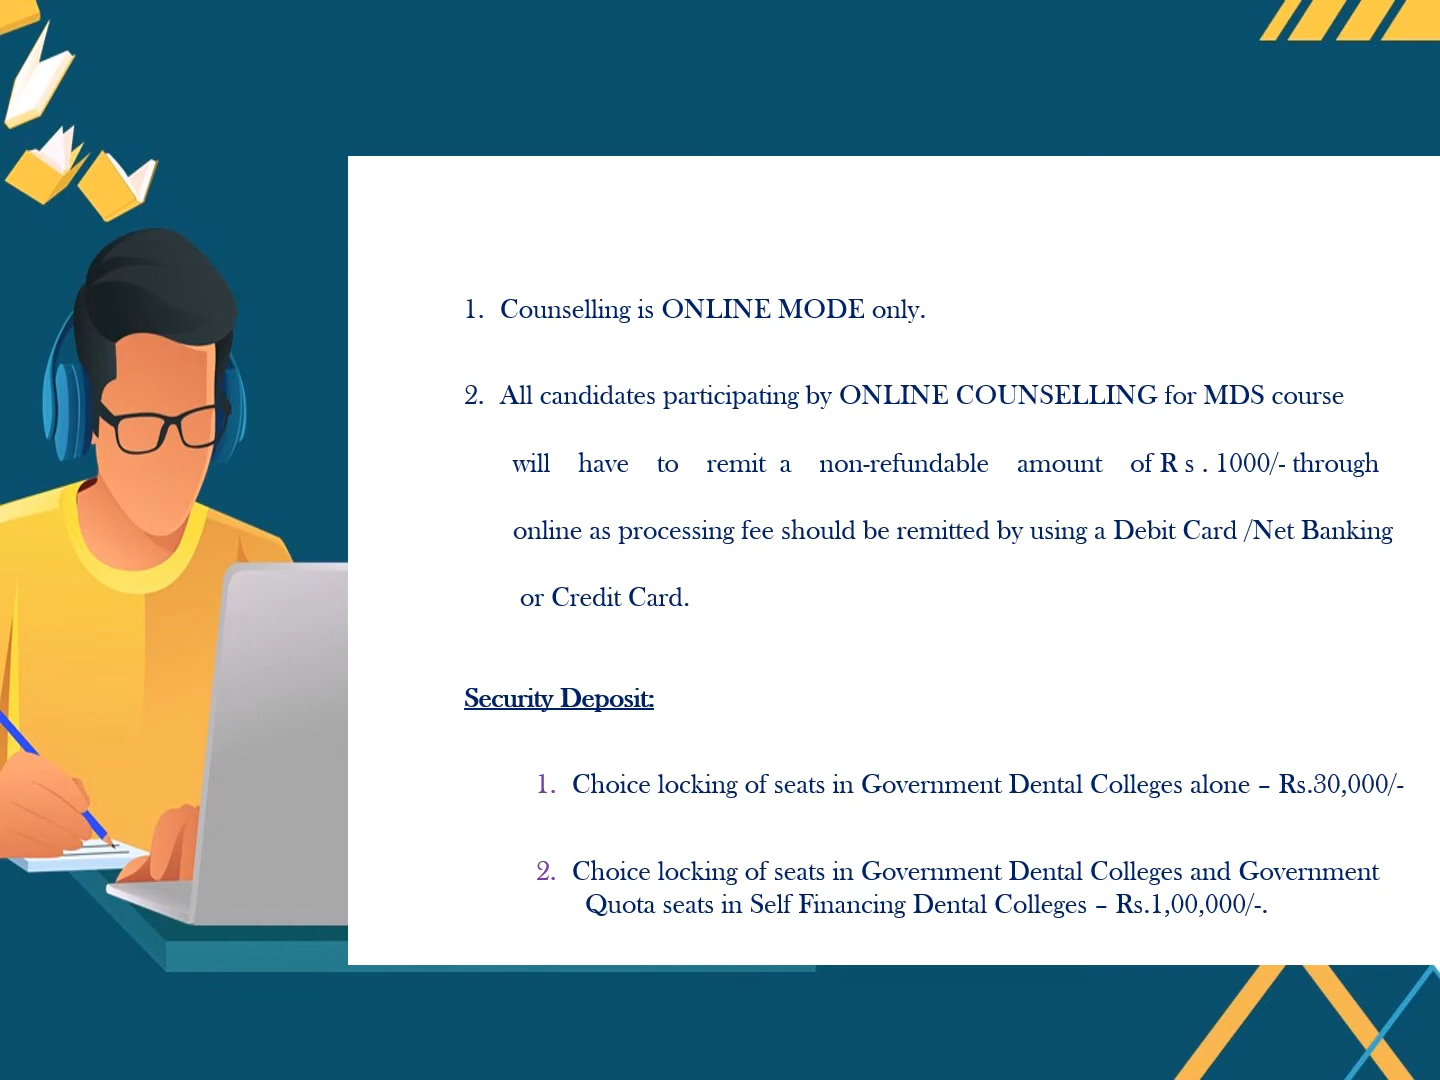 1. Counselling is ONLINE MODE only.
2. All candidates participating by ONLINE COUNSELLING for MDS course
will have to remit a non-refundable amount of R s . 1000/- through
online as processing fee should be remitted by using a Debit Card /Net Banking
or Credit Card.
Security Deposit:
1. Choice locking of seats in Government Dental Colleges alone – Rs.30,000/-
2. Choice locking of seats in Government Dental Colleges and Government
Quota seats in Self Financing Dental Colleges – Rs.1,00,000/-.